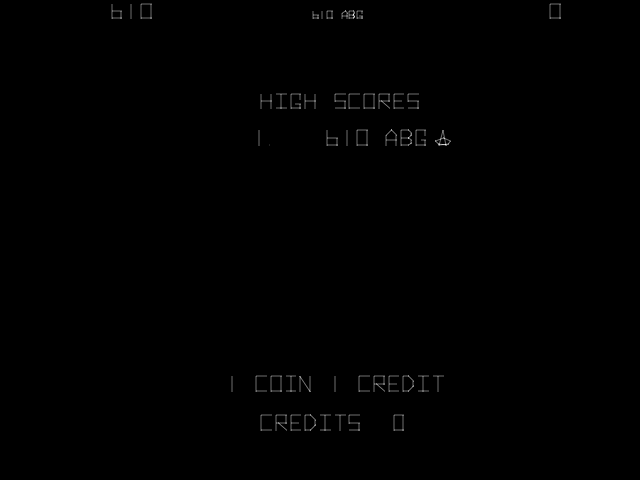 610 610 ABG 0
HIGH SCORES
1. 610 ABG
1 COIN 1 CREDIT
CREDITS 0